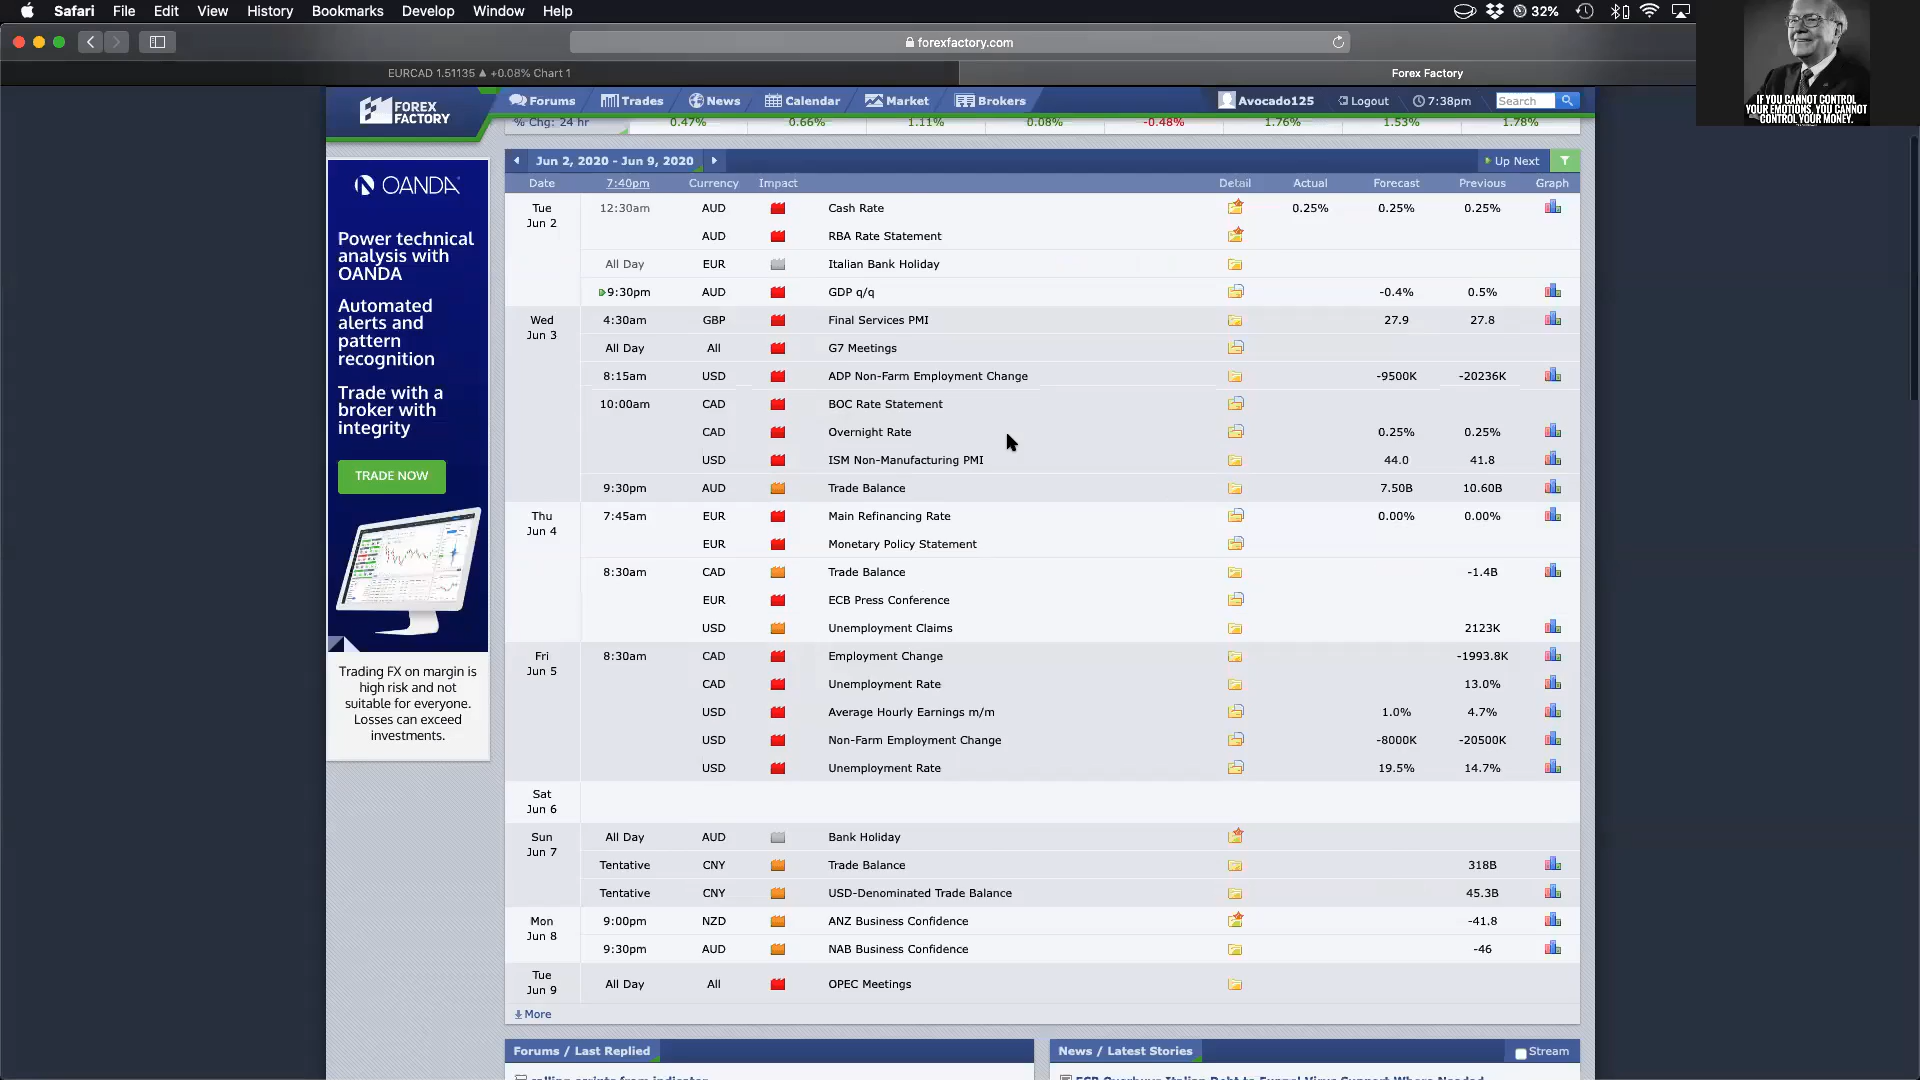 Safari File Edit View History Bookmarks Develop Window Help 32%
forexfactory.com
EURCAD 1.51135 ▲ +0.08% Chart 1 Forex Factory
IF YOU CANNOT CONTROL
YOUR EMOTIONS, YOU CANNOT
CONTROL YOUR MONEY.
FOREX
FACTORY
Forums Trades News Calendar Market Brokers Avocado125 Logout 7:38pm Search
% Chg: 24 hr 0.47% 0.66% 1.11% 0.08% -0.48% 1.76% 1.53% 1.78%
OANDA
Power technical
analysis with
OANDA
Automated
alerts and
pattern
recognition
Trade with a
broker with
integrity
TRADE NOW
Trading FX on margin is
high risk and not
suitable for everyone.
Losses can exceed
investments.
Jun 2, 2020 - Jun 9, 2020 Up Next
Date 7:40pm Currency Impact Detail Actual Forecast Previous Graph
Tue
Jun 2
12:30am AUD Cash Rate 0.25% 0.25% 0.25%
AUD RBA Rate Statement
All Day EUR Italian Bank Holiday
9:30pm AUD GDP q/q -0.4% 0.5%
Wed
Jun 3
4:30am GBP Final Services PMI 27.9 27.8
All Day All G7 Meetings
8:15am USD ADP Non-Farm Employment Change -9500K -20236K
10:00am CAD BOC Rate Statement
CAD Overnight Rate 0.25% 0.25%
USD ISM Non-Manufacturing PMI 44.0 41.8
9:30pm AUD Trade Balance 7.50B 10.60B
Thu
Jun 4
7:45am EUR Main Refinancing Rate 0.00% 0.00%
EUR Monetary Policy Statement
8:30am CAD Trade Balance -1.4B
EUR ECB Press Conference
USD Unemployment Claims 2123K
Fri
Jun 5
8:30am CAD Employment Change -1993.8K
CAD Unemployment Rate 13.0%
USD Average Hourly Earnings m/m 1.0% 4.7%
USD Non-Farm Employment Change -8000K -20500K
USD Unemployment Rate 19.5% 14.7%
Sat
Jun 6
Sun
Jun 7
All Day AUD Bank Holiday
Tentative CNY Trade Balance 318B
Tentative CNY USD-Denominated Trade Balance 45.3B
Mon
Jun 8
9:00pm NZD ANZ Business Confidence -41.8
9:30pm AUD NAB Business Confidence -46
Tue
Jun 9
All Day All OPEC Meetings
More
Forums / Last Replied
News / Latest Stories Stream